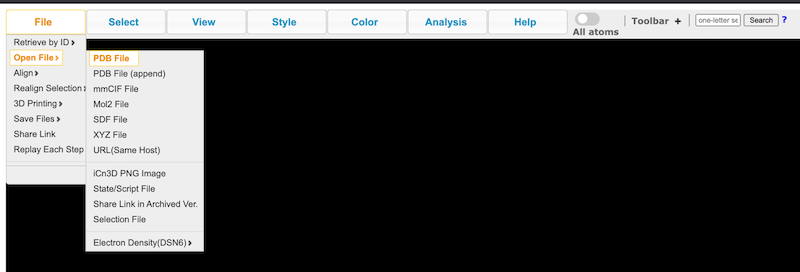 File Select View Style Color Analysis Help All atoms Toolbar + one-letter se Search ?
Retrieve by ID ›
Open File ›
Align ›
Realign Selection ›
3D Printing ›
Save Files ›
Share Link
Replay Each Step
PDB File
PDB File (append)
mmCIF File
Mol2 File
SDF File
XYZ File
URL(Same Host)
iCn3D PNG Image
State/Script File
Share Link in Archived Ver.
Selection File
Electron Density(DSN6) ›